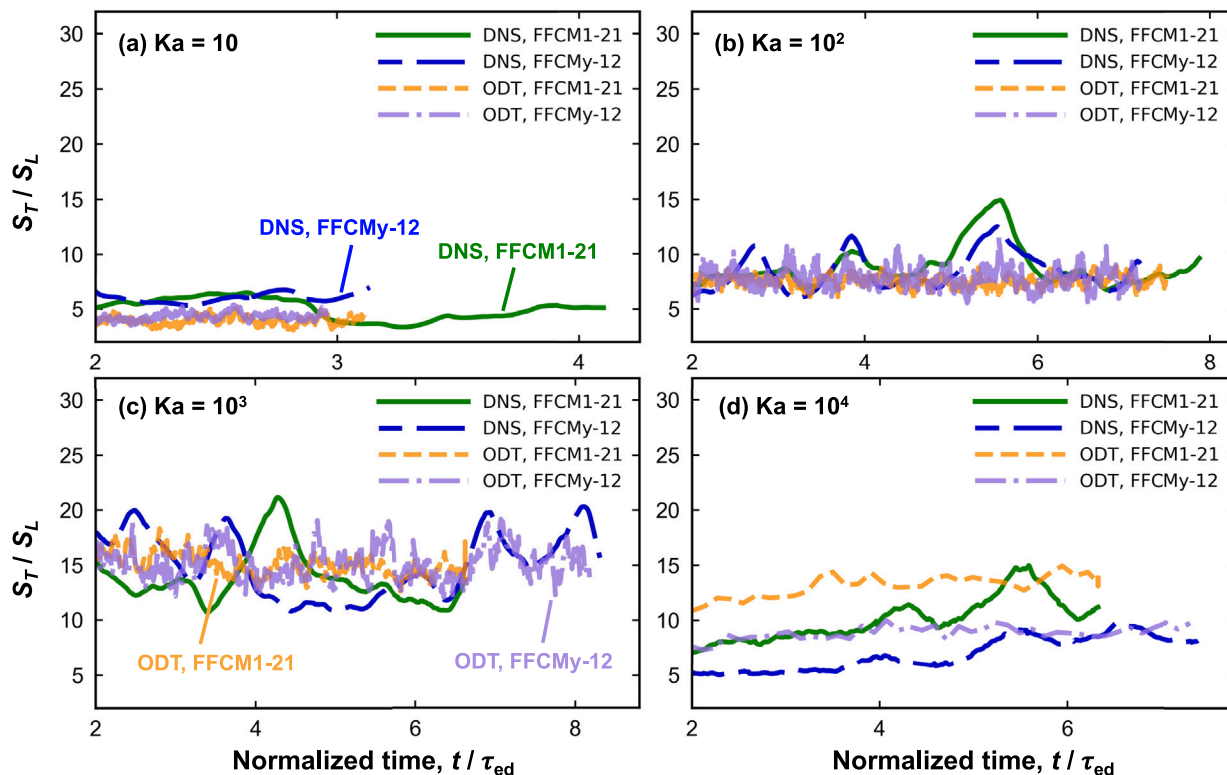 (a) Ka = 10
DNS, FFCM1-21
DNS, FFCMy-12
ODT, FFCM1-21
ODT, FFCMy-12
DNS, FFCMy-12
DNS, FFCM1-21
30
25
20
15
10
5
2
3
4
(b) Ka = 10²
DNS, FFCM1-21
DNS, FFCMy-12
ODT, FFCM1-21
ODT, FFCMy-12
30
25
20
15
10
5
2
4
6
8
S_T / S_L
(c) Ka = 10³
DNS, FFCM1-21
DNS, FFCMy-12
ODT, FFCM1-21
ODT, FFCMy-12
ODT, FFCM1-21
ODT, FFCMy-12
30
25
20
15
10
5
2
4
6
8
Normalized time, t / τ_ed
S_T / S_L
(d) Ka = 10⁴
DNS, FFCM1-21
DNS, FFCMy-12
ODT, FFCM1-21
ODT, FFCMy-12
30
25
20
15
10
5
2
4
6
Normalized time, t / τ_ed